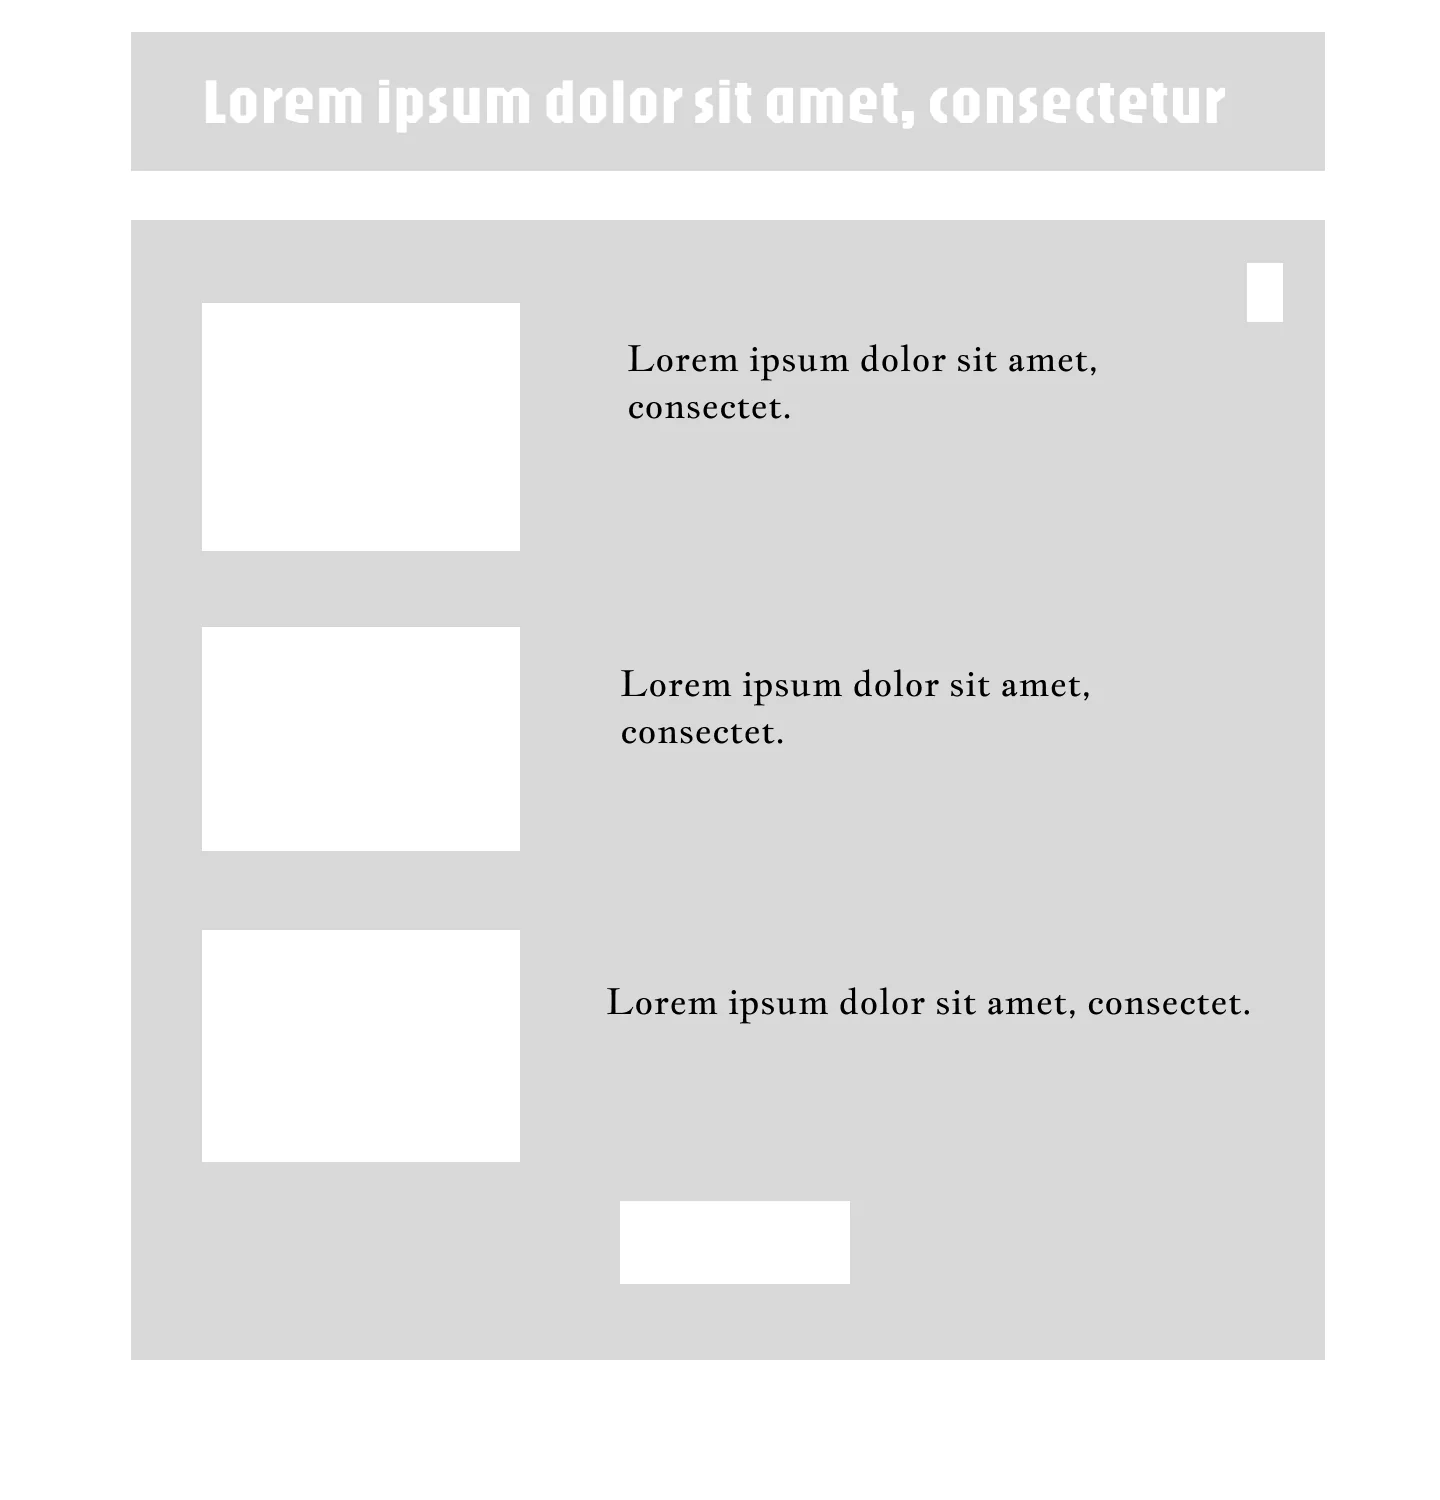 Lorem ipsum dolor sit amet, consectetur
Lorem ipsum dolor sit amet,
consectet.
Lorem ipsum dolor sit amet,
consectet.
Lorem ipsum dolor sit amet, consectet.